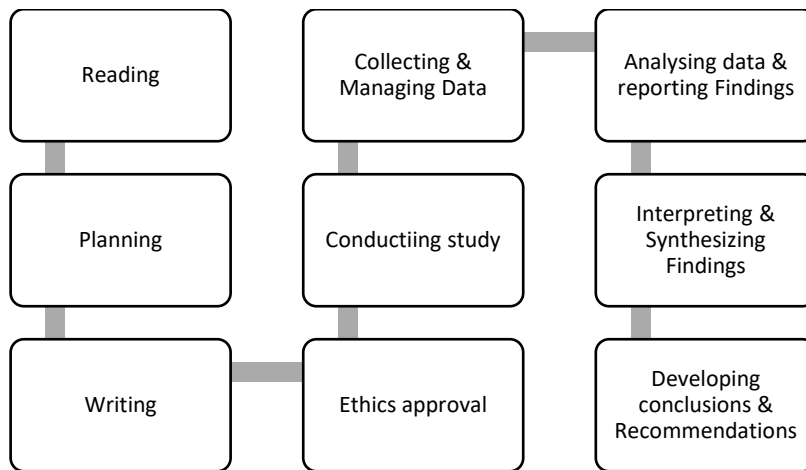 Reading
Planning
Writing
Ethics approval
Conductiing study
Collecting &
Managing Data
Analysing data &
reporting Findings
Interpreting &
Synthesizing
Findings
Developing
conclusions &
Recommendations